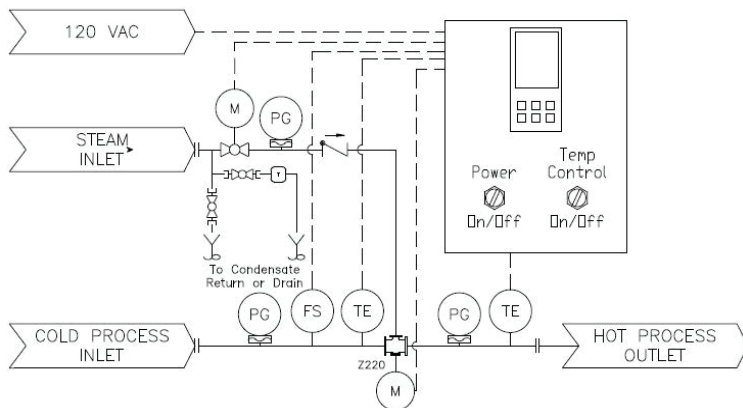 120 VAC
M
PG
STEAM
INLET
T
To Condensate
Return or Drain
Power
On/Off
Temp
Control
On/Off
PG
FS
TE
PG
TE
COLD PROCESS
INLET
Z220
M
HOT PROCESS
OUTLET